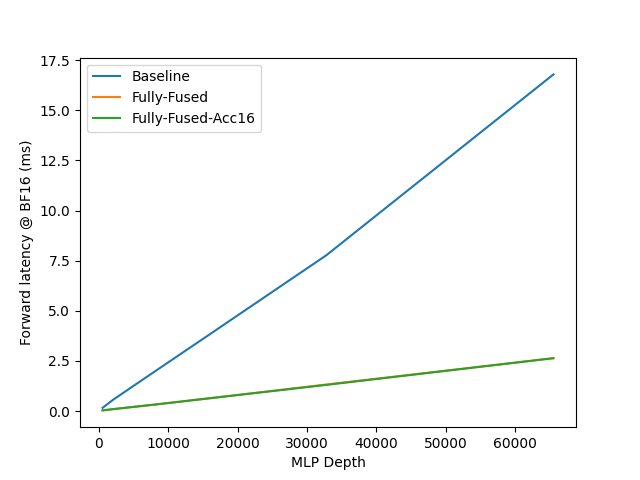 17.5
15.0
12.5
10.0
7.5
5.0
2.5
0.0
Forward latency @ BF16 (ms)
Baseline
Fully-Fused
Fully-Fused-Acc16
0 10000 20000 30000 40000 50000 60000
MLP Depth